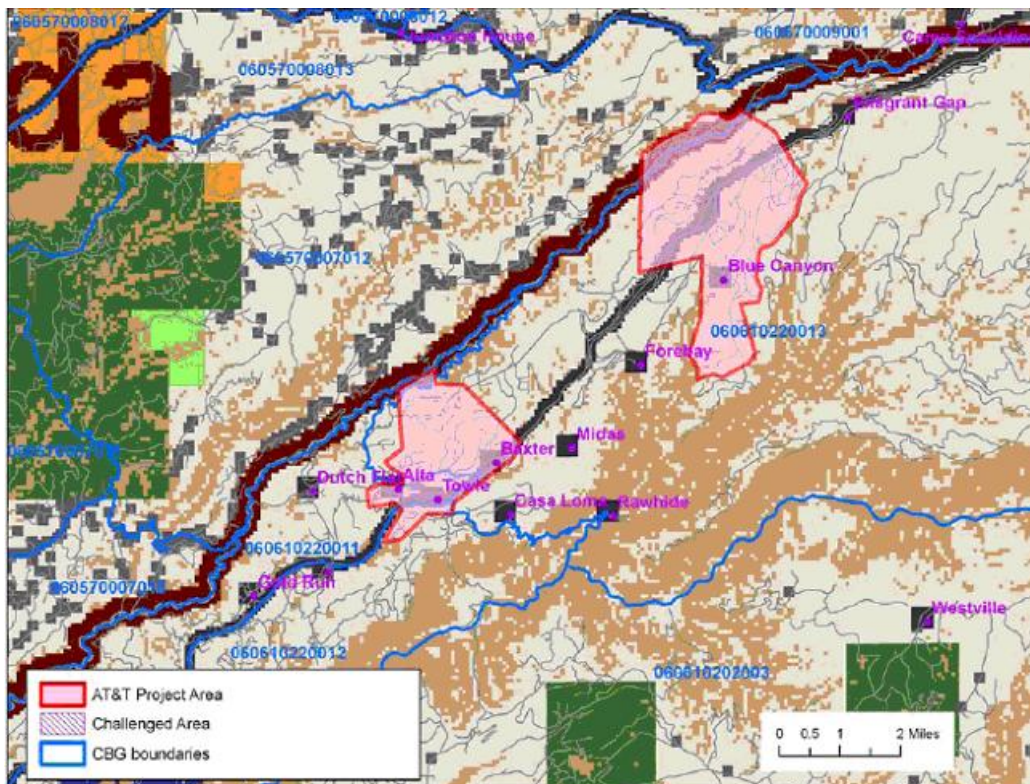 060570008012
060570008012
060570009001
060570008013
da
Emigrant Gap
060570007012
Blue Canyon
060610220013
Forebay
Midas
Baxter
Dutch Flat
Alta
Towle
Casa Loma
Rawhide
060610220011
Gold Run
Westville
060610220012
060610202003
AT&T Project Area
Challenged Area
CBG boundaries
0 0.5 1 2 Miles